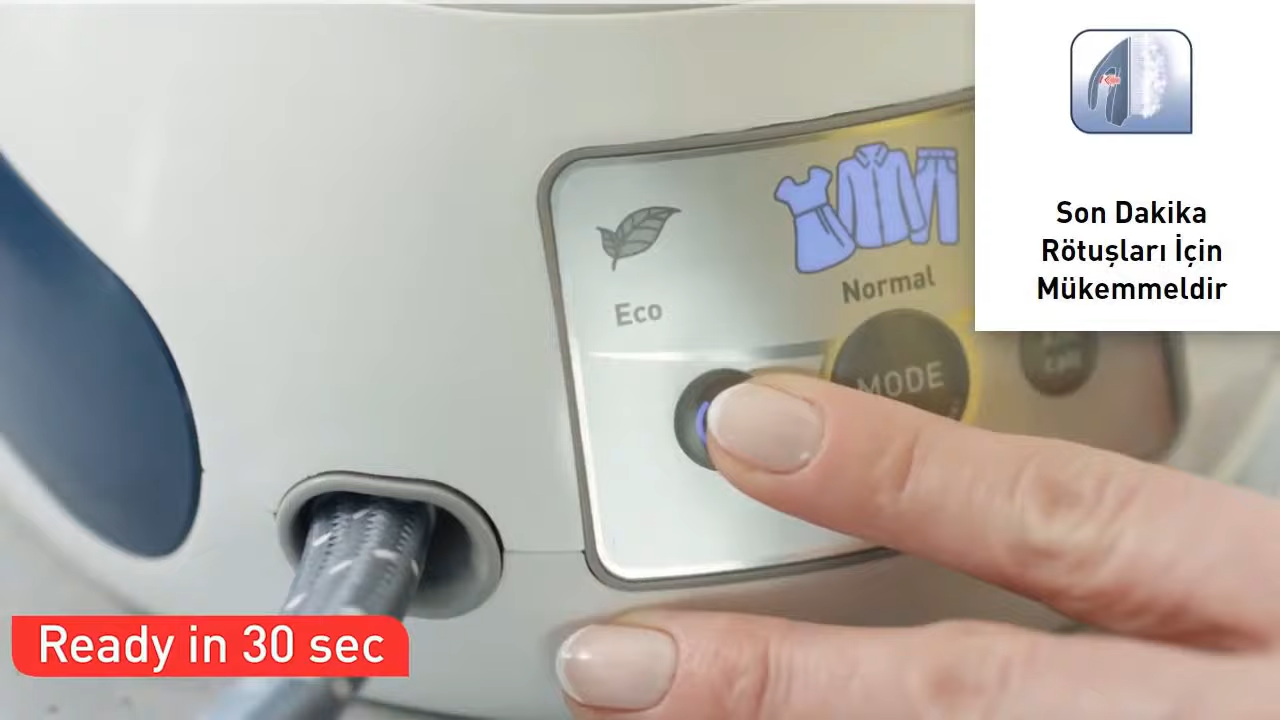 Son Dakika
Rötuşları İçin
Mükemmeldir
Eco
Normal
MODE
Ready in 30 sec